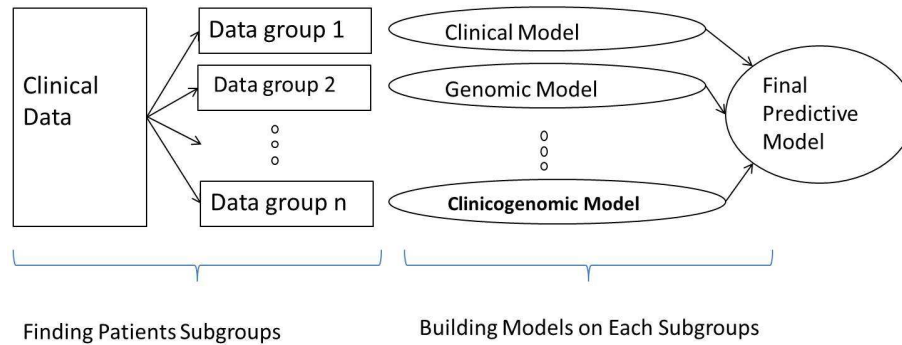 Clinical
Data
Data group 1
Data group 2
Data group n
Clinical Model
Genomic Model
Clinicogenomic Model
Final
Predictive
Model
Finding Patients Subgroups
Building Models on Each Subgroups